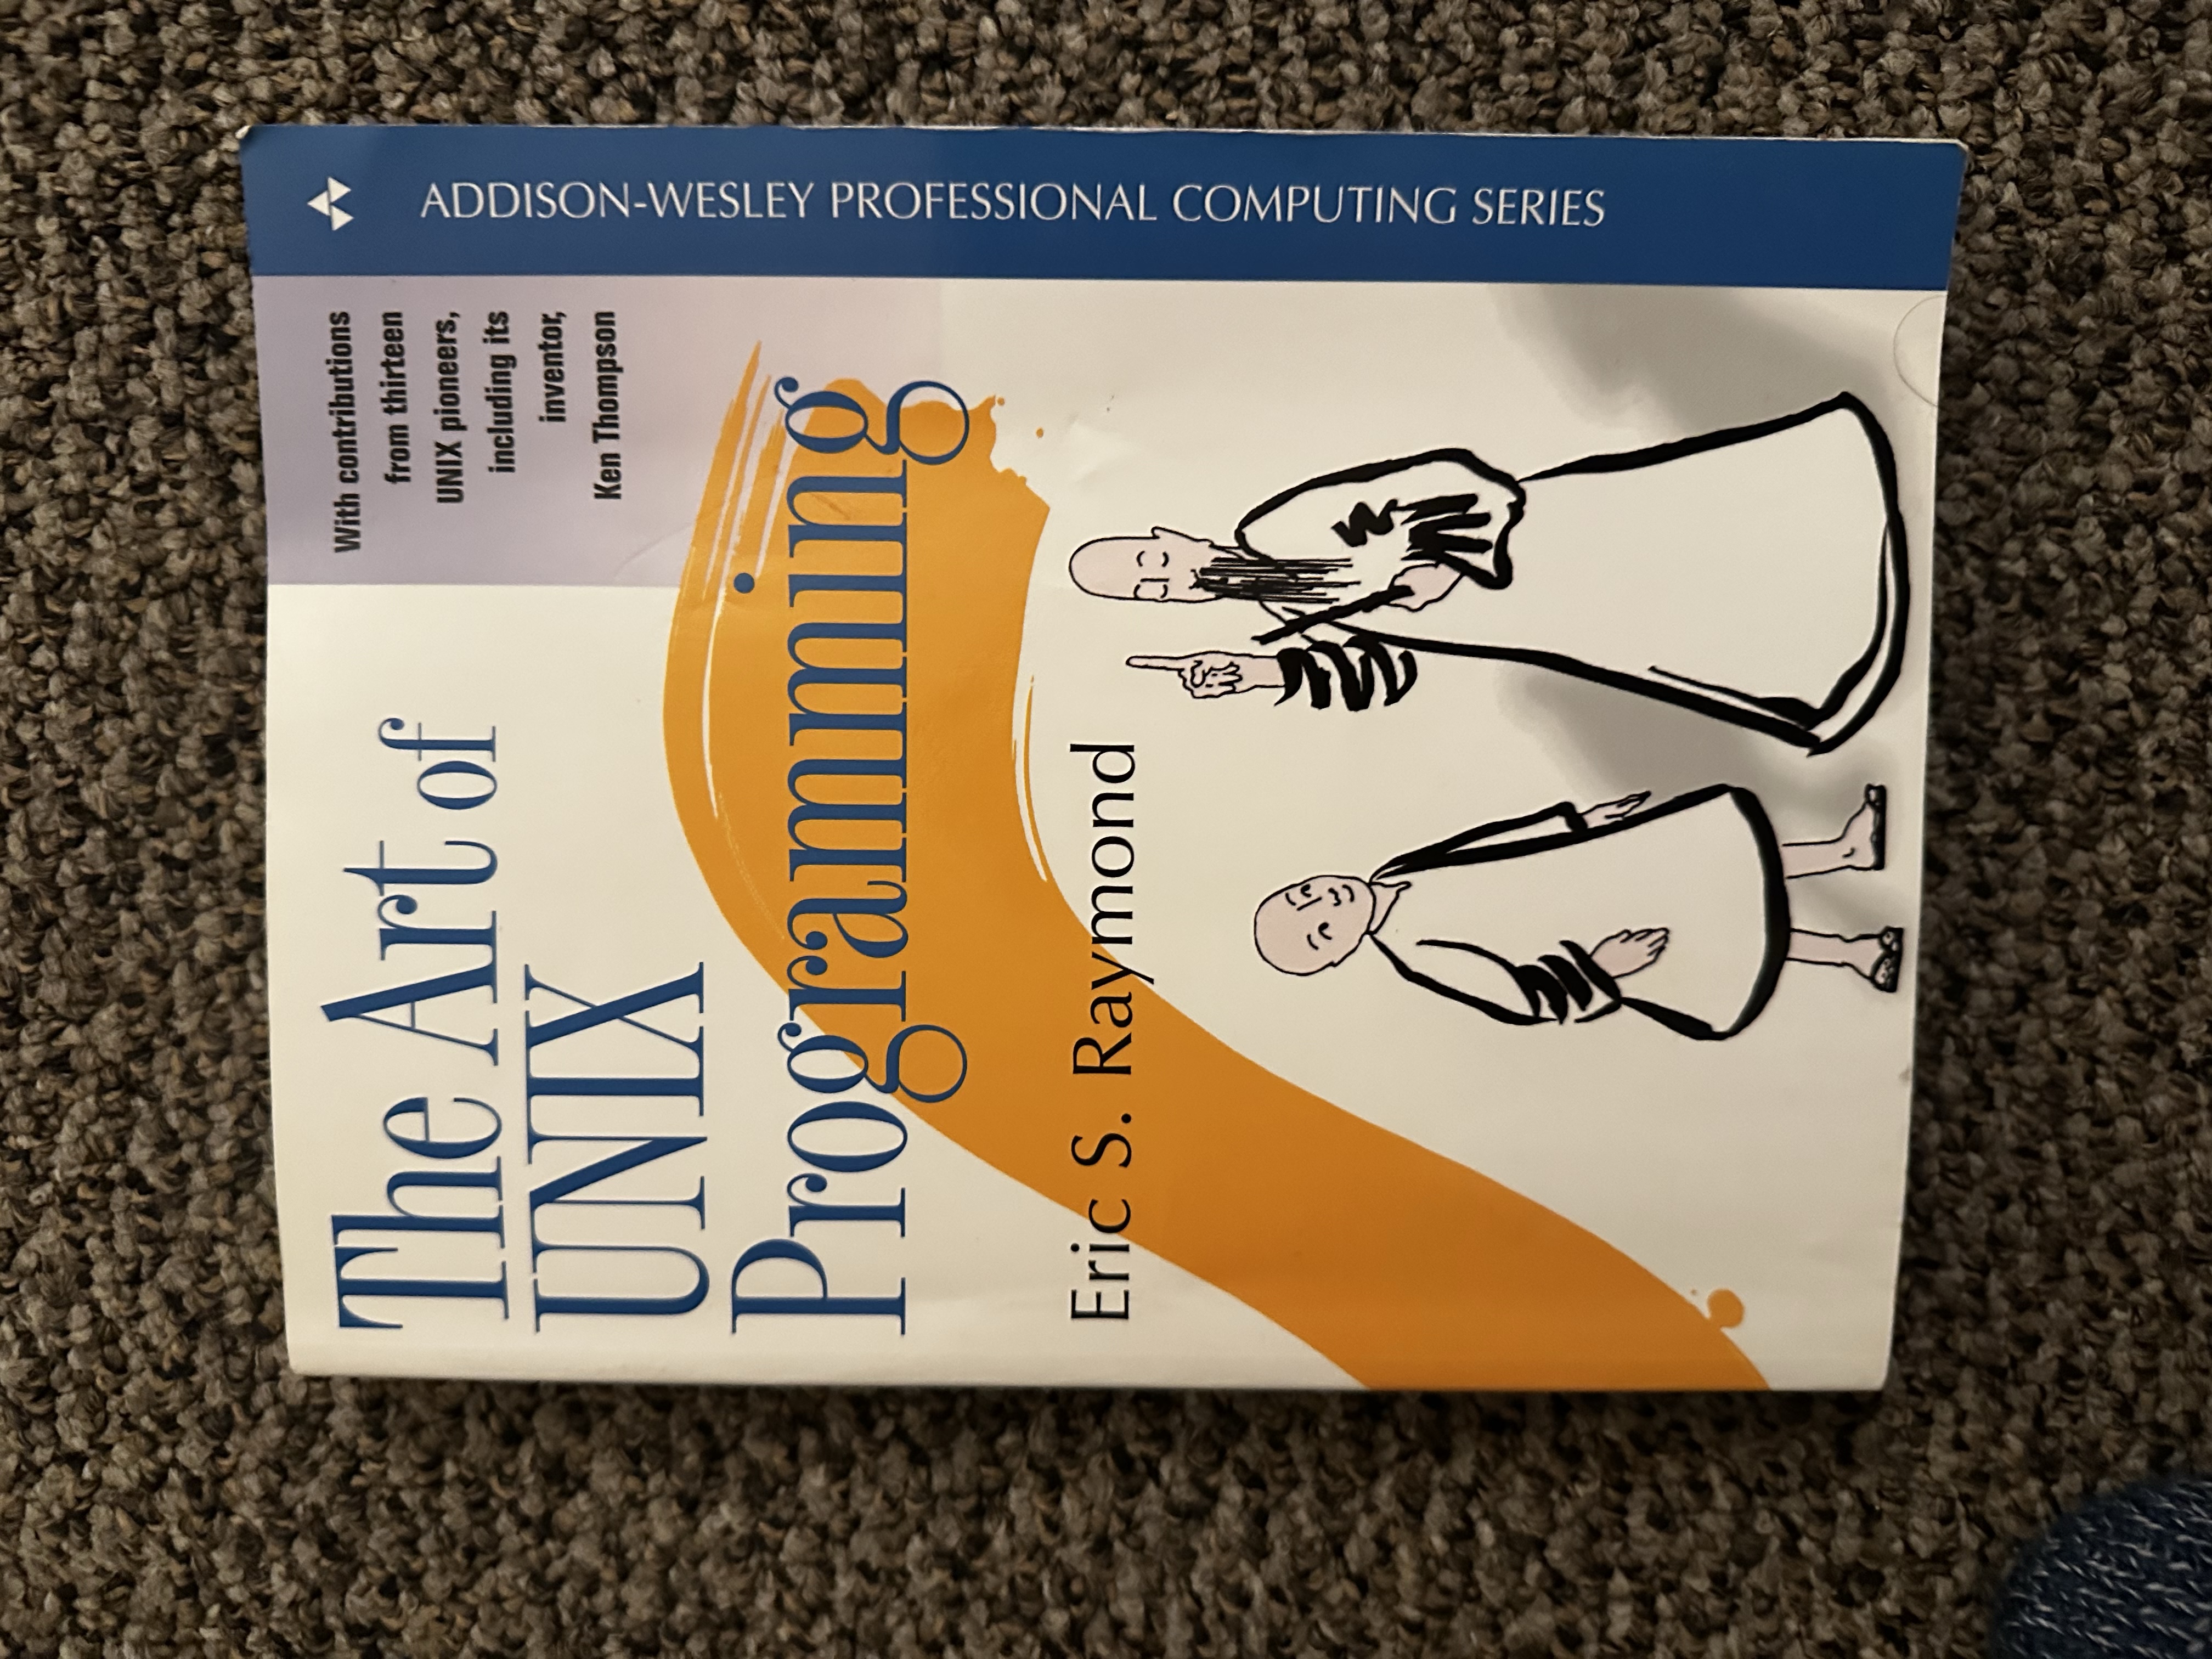 The Art of
UNIX
Programming
With contributions
from thirteen
UNIX pioneers,
including its
inventor,
Ken Thompson
Eric S. Raymond
ADDISON-WESLEY PROFESSIONAL COMPUTING SERIES